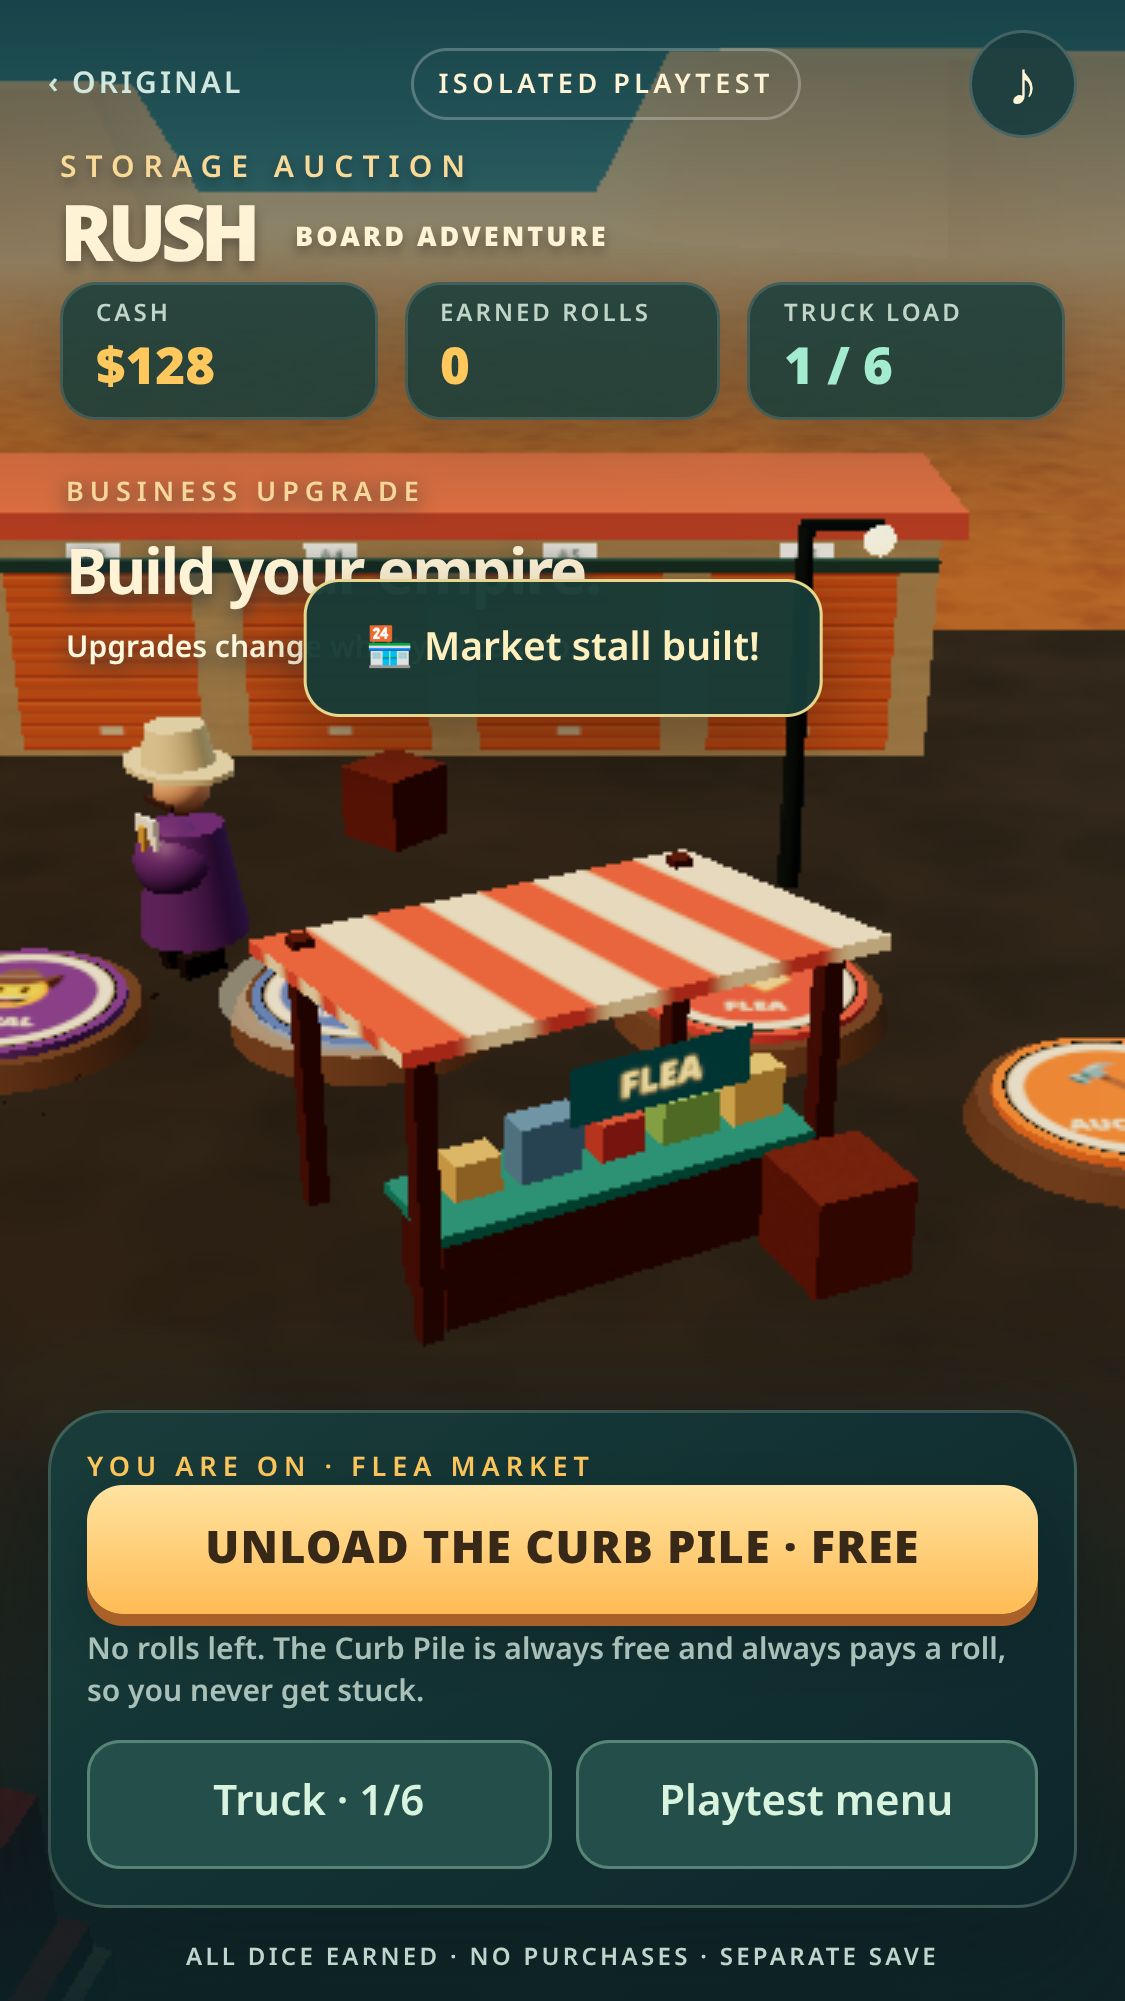 ‹ ORIGINAL
ISOLATED PLAYTEST
STORAGE AUCTION
RUSH BOARD ADVENTURE
CASH
$128
EARNED ROLLS
0
TRUCK LOAD
1 / 6
BUSINESS UPGRADE
Build your empire.
Upgrades change
Market stall built!
FLEA
FLEA
YOU ARE ON · FLEA MARKET
UNLOAD THE CURB PILE · FREE
No rolls left. The Curb Pile is always free and always pays a roll,
so you never get stuck.
Truck · 1/6
Playtest menu
ALL DICE EARNED · NO PURCHASES · SEPARATE SAVE